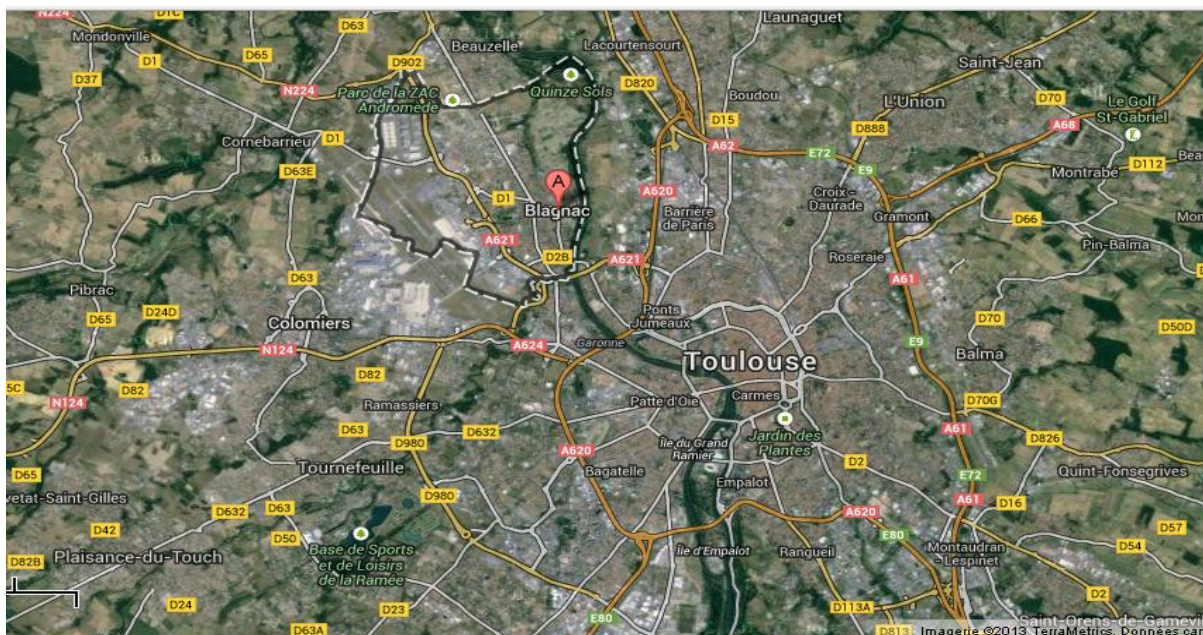 N224
D1C
D63
Launaguet
Mondonville
D65
Beauzelle
Lacourtensourt
D1
D902
Saint-Jean
D37
N224
Parc de la ZAC
Andromède
Quinze Sols
D820
Boudou
L'Union
D70
Le Golf
St-Gabriel
Cornebarrieu
D1
D15
D888
A68
A62
E72
D63E
E9
D112
Montrabé
A
A620
Croix -
Daurade
D1
Blagnac
Barrière
de Paris
Gramont
D66
A621
Pin-Balma
D2B
A621
Roseraie
D63
A61
Pibrac
D65
D24D
Colomiers
Ponts
Jumeaux
D70
D50D
N124
A624
Garonne
E9
Balma
Toulouse
D82
D82
N124
Ramassiers
Patte d'Oie
Carmes
D70G
D63
D632
D980
Île du Grand
Ramier
Jardin des
Plantes
A61
D826
A620
D65
Tournefeuille
Bagatelle
D2
Quint-Fonsegrives
E72
Empalot
vetat-Saint-Gilles
D63
D980
A61
D16
D632
A620
D42
D50
D57
E80
Plaisance-du-Touch
Base de Sports
et de Loisirs
de la Ramée
Île d'Empalot
Rangueil
Montaudran
- Lespinet
D54
D82B
D2
D24
D23
D113A
E80
Saint-Orens-de-Gamev
D63A
D813
Imagerie ©2013 TerraMetrics, Données c